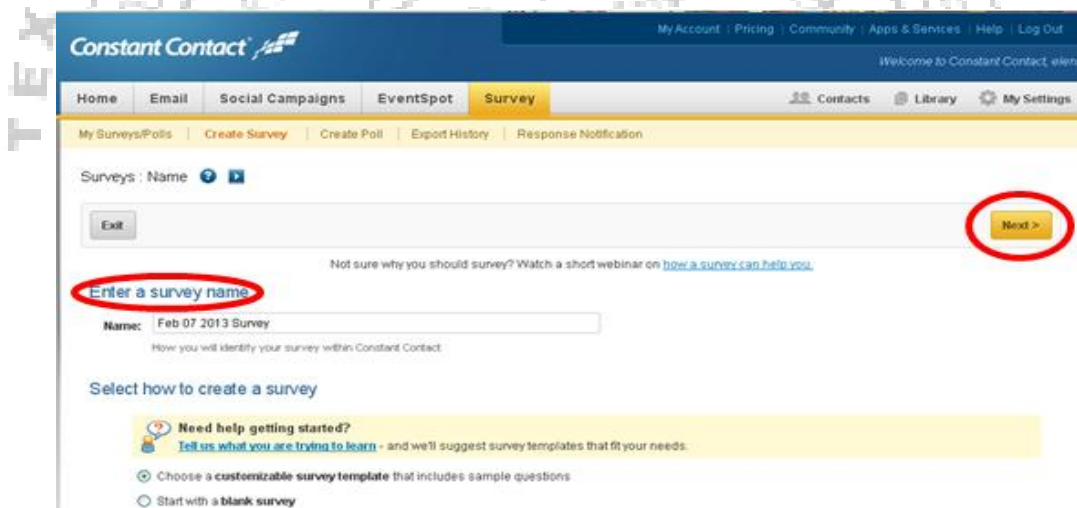 TEX
Constant Contact
My Account | Pricing | Community | Apps & Services | Help | Log Out
Welcome to Constant Contact, elen
Home Email Social Campaigns EventSpot Survey Contacts Library My Settings
My Surveys/Polls | Create Survey | Create Poll | Export History | Response Notification
Surveys : Name
Exit
Next >
Not sure why you should survey? Watch a short webinar on how a survey can help you.
Enter a survey name
Name: Feb 07 2013 Survey
How you will identify your survey within Constant Contact
Select how to create a survey
Need help getting started?
Tell us what you are trying to learn - and we'll suggest survey templates that fit your needs.
Choose a customizable survey template that includes sample questions
Start with a blank survey